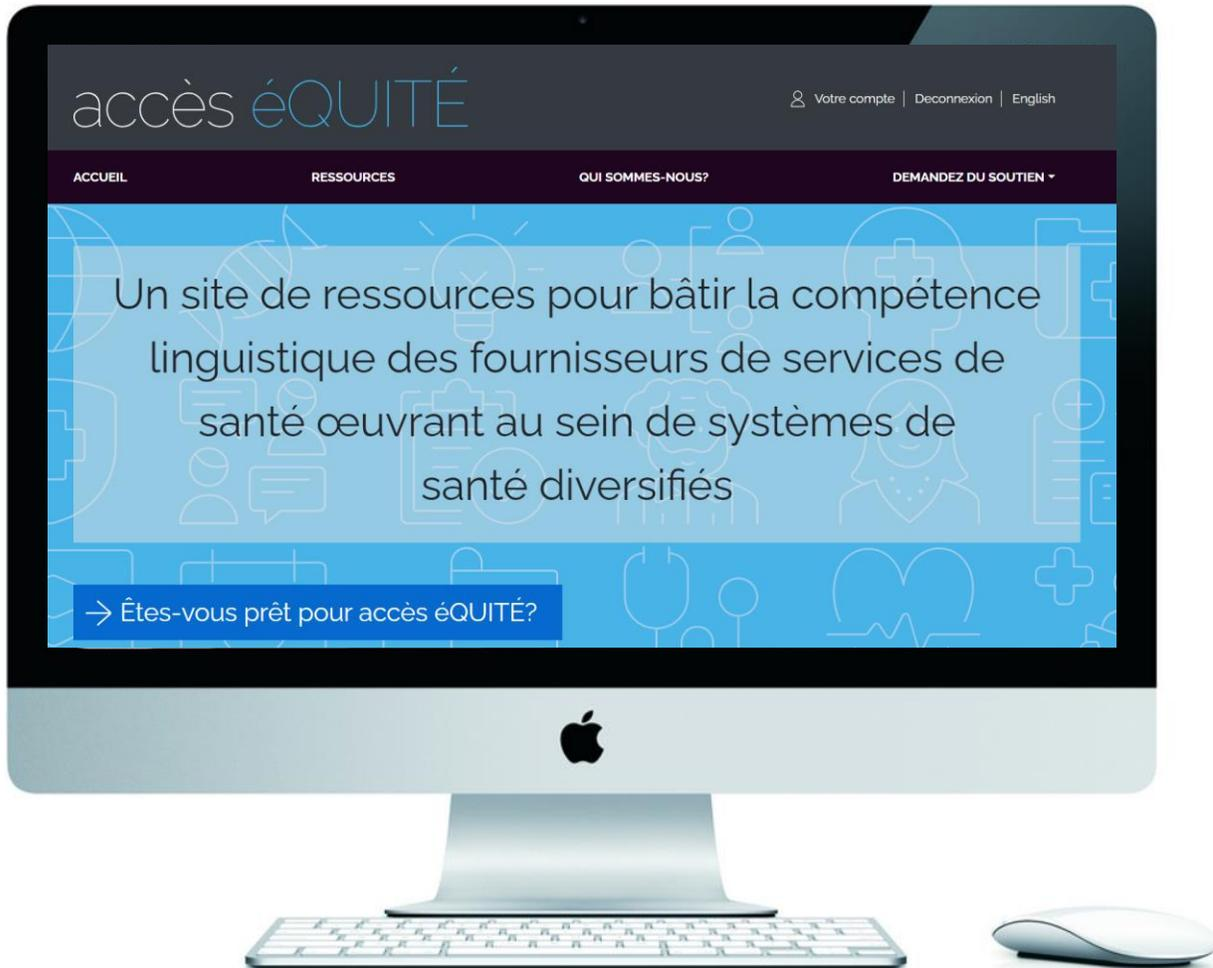 accès éQUITÉ
Votre compte | Deconnexion | English
ACCUEIL RESSOURCES QUI SOMMES-NOUS? DEMANDEZ DU SOUTIEN
Un site de ressources pour bâtir la compétence
linguistique des fournisseurs de services de
santé œuvrant au sein de systèmes de
santé diversifiés
→ Êtes-vous prêt pour accès éQUITÉ?